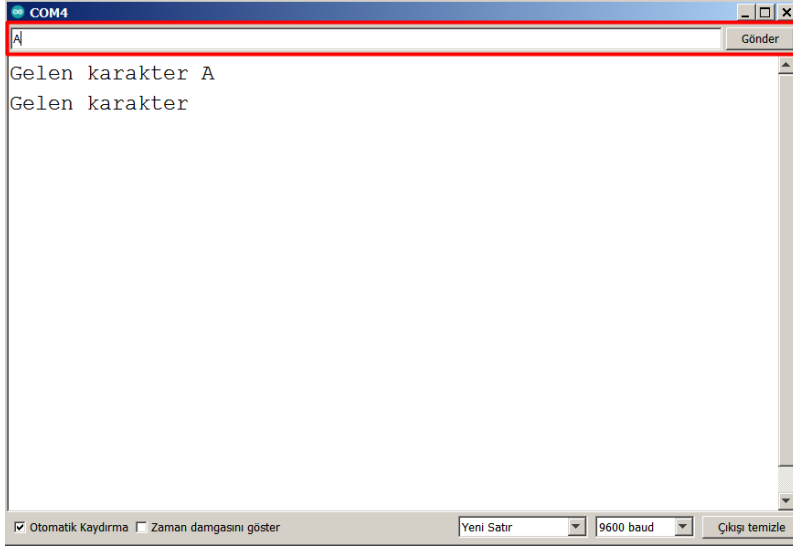 COM4
A
Gönder
Gelen karakter A
Gelen karakter
Otomatik Kaydırma Zaman damgasını göster Yeni Satır 9600 baud Çıkışı temizle